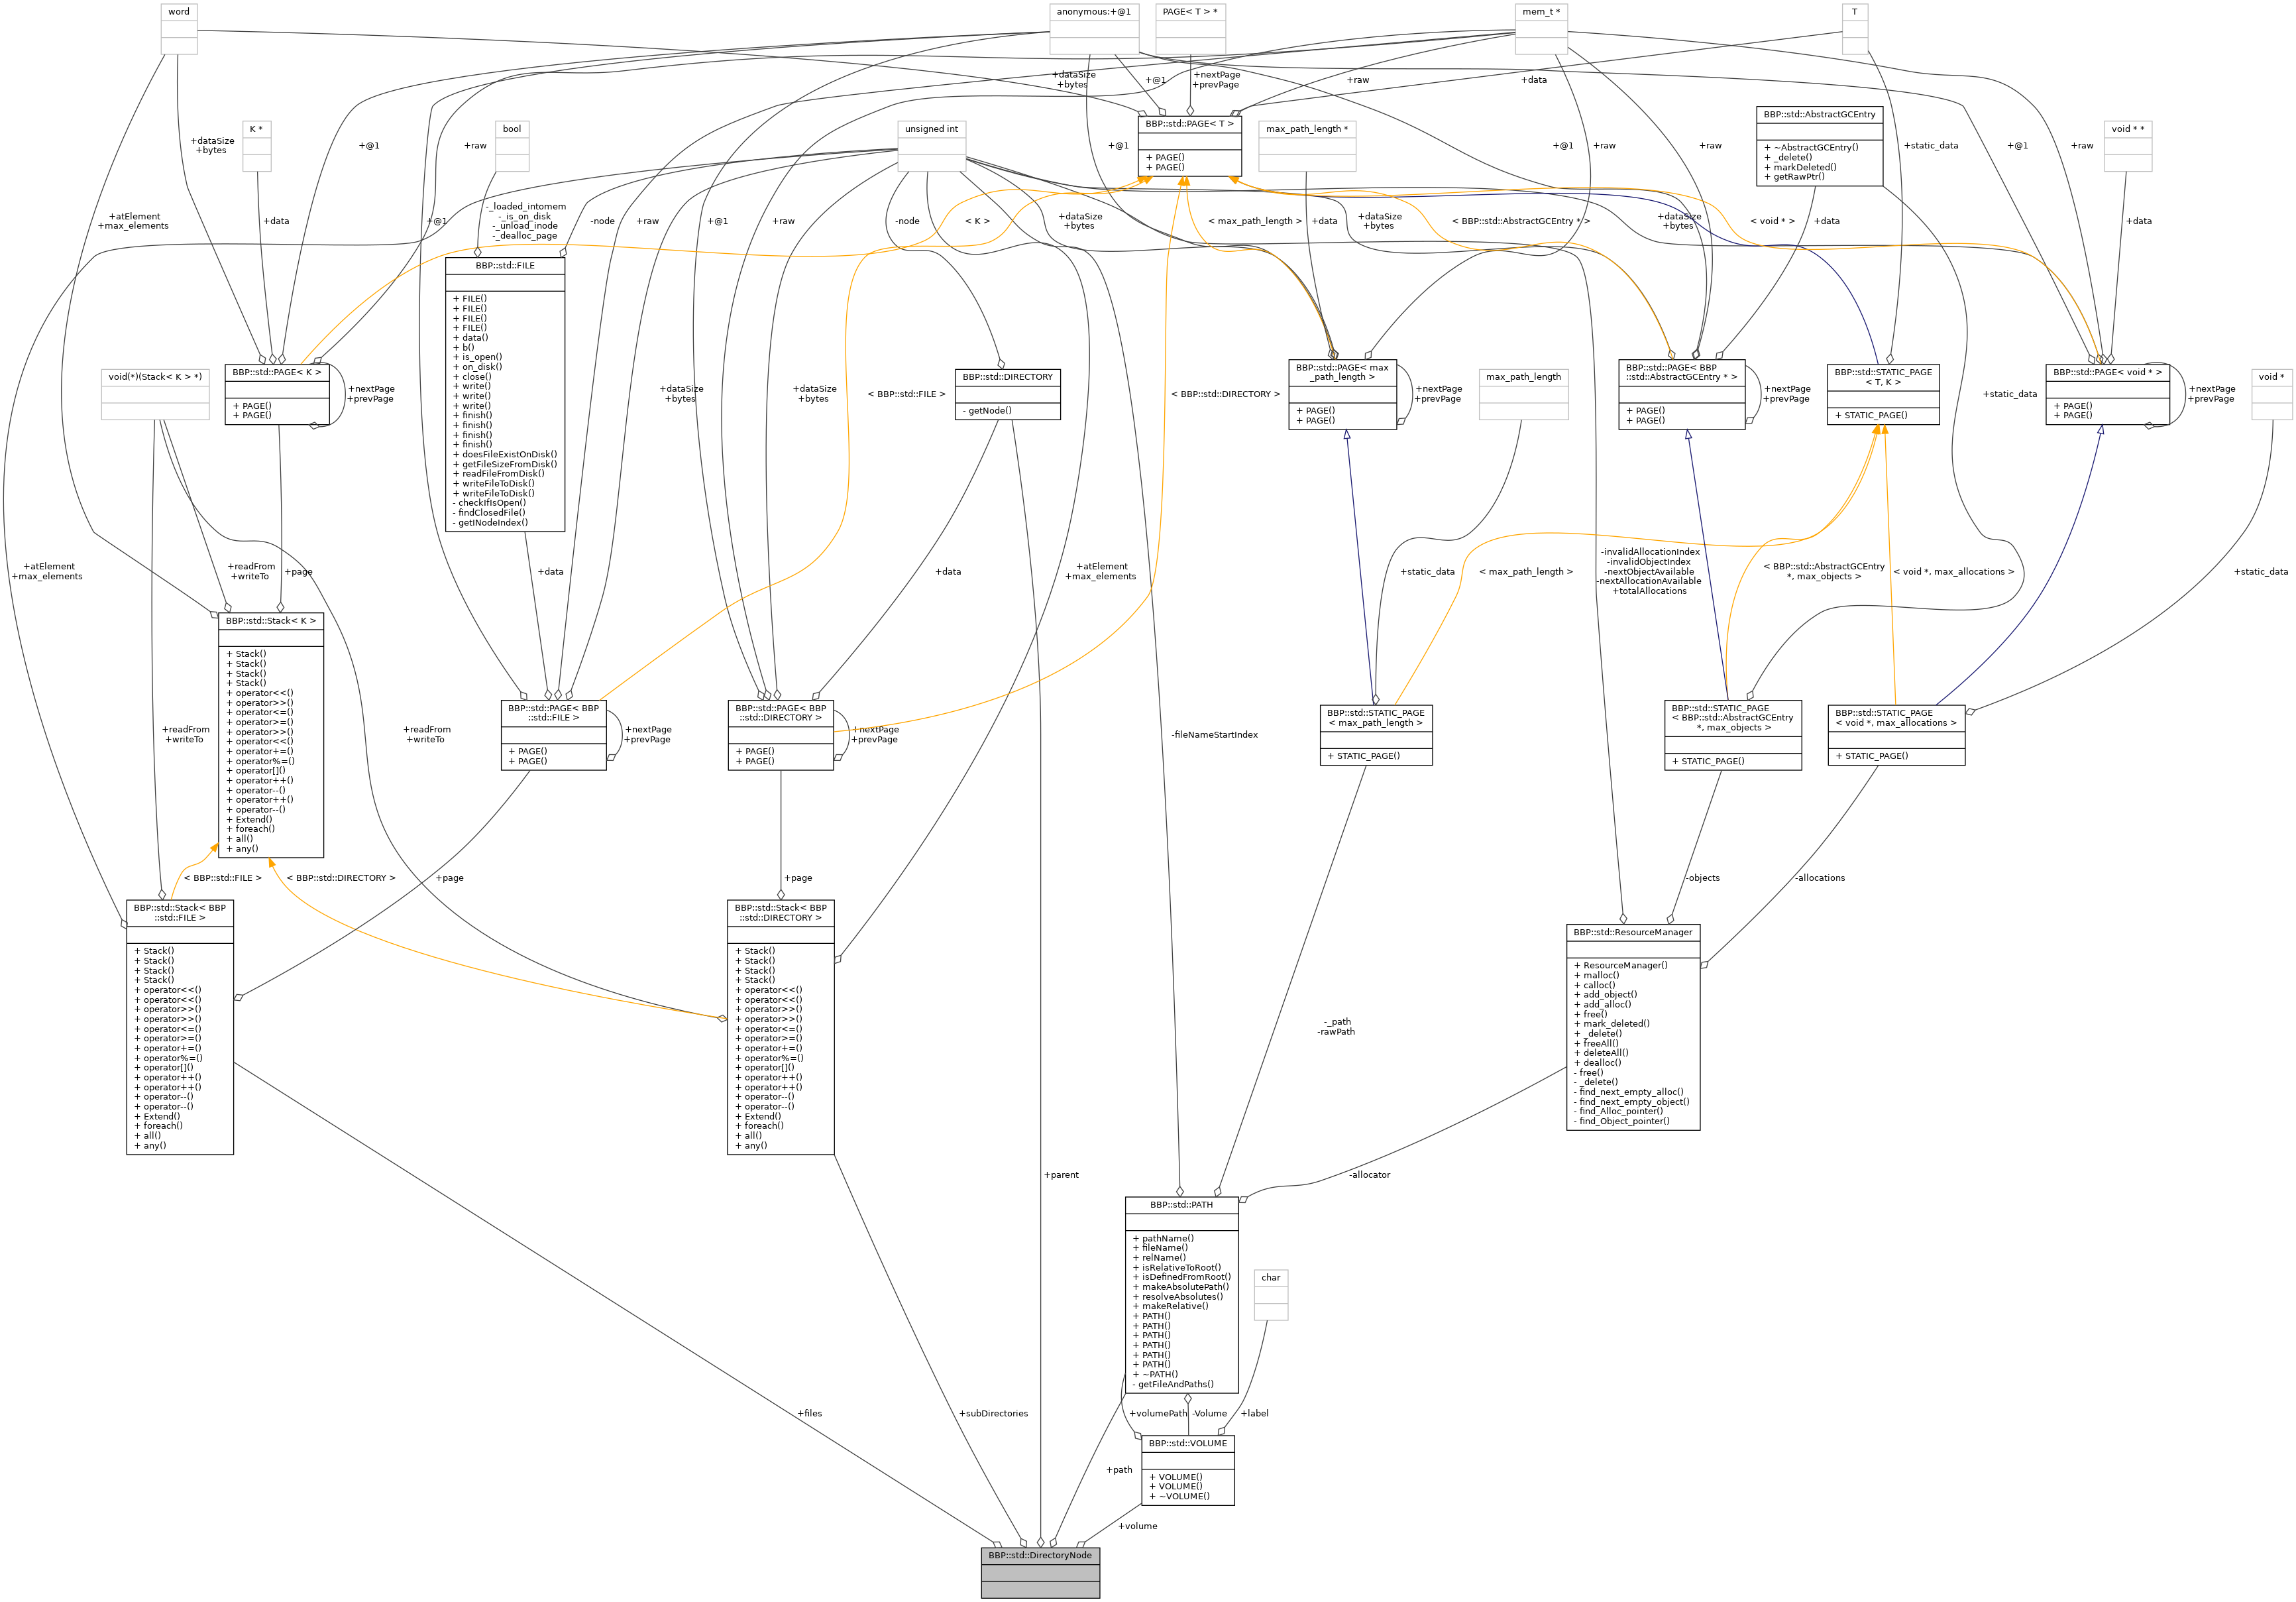 word
anonymous:+@1
PAGE< T > *
mem_t *
T
+dataSize
+bytes
+@1
+nextPage
+prevPage
+raw
+data
K *
bool
unsigned int
BBP::std::PAGE< T >
+ PAGE()
+ PAGE()
max_path_length *
BBP::std::AbstractGCEntry
+ ~AbstractGCEntry()
+ _delete()
+ markDeleted()
+ getRawPtr()
void * *
+dataSize
+bytes
+@1
+raw
+@1
+@1
+raw
+raw
+static_data
+@1
+raw
+atElement
+max_elements
+data
+@1
-_loaded_intomem
-_is_on_disk
-_unload_inode
-_dealloc_page
-node
+raw
+@1
+raw
-node
< K >
+dataSize
+bytes
< max_path_length >
+data
+dataSize
+bytes
< BBP::std::AbstractGCEntry * >
+dataSize
+bytes
< void * >
+data
+data
BBP::std::FILE
+ FILE()
+ FILE()
+ FILE()
+ FILE()
+ data()
+ b()
+ is_open()
+ on_disk()
+ close()
+ write()
+ write()
+ write()
+ finish()
+ finish()
+ finish()
+ finish()
+ doesFileExistOnDisk()
+ getFileSizeFromDisk()
+ readFileFromDisk()
+ writeFileToDisk()
+ writeFileToDisk()
- checkIfIsOpen()
- findClosedFile()
- getINodeIndex()
void(*)(Stack< K > *)
BBP::std::PAGE< K >
+ PAGE()
+ PAGE()
+nextPage
+prevPage
+dataSize
+bytes
+dataSize
+bytes
< BBP::std::FILE >
BBP::std::DIRECTORY
- getNode()
< BBP::std::DIRECTORY >
BBP::std::PAGE< max
_path_length >
+ PAGE()
+ PAGE()
+nextPage
+prevPage
max_path_length
BBP::std::PAGE< BBP
::std::AbstractGCEntry * >
+ PAGE()
+ PAGE()
+nextPage
+prevPage
BBP::std::STATIC_PAGE
< T, K >
+ STATIC_PAGE()
+static_data
BBP::std::PAGE< void * >
+ PAGE()
+ PAGE()
+nextPage
+prevPage
void *
+atElement
+max_elements
+readFrom
+writeTo
+page
+data
+data
+atElement
+max_elements
+static_data
< max_path_length >
-invalidAllocationIndex
-invalidObjectIndex
-nextObjectAvailable
-nextAllocationAvailable
+totalAllocations
< BBP::std::AbstractGCEntry
*, max_objects >
< void *, max_allocations >
+static_data
BBP::std::Stack< K >
+ Stack()
+ Stack()
+ Stack()
+ Stack()
+ operator<<()
+ operator>>()
+ operator<=()
+ operator>=()
+ operator>>()
+ operator<<()
+ operator+=()
+ operator%=()
+ operator[]()
+ operator++()
+ operator--()
+ operator++()
+ operator--()
+ Extend()
+ foreach()
+ all()
+ any()
+readFrom
+writeTo
+readFrom
+writeTo
BBP::std::PAGE< BBP
::std::FILE >
+ PAGE()
+ PAGE()
+nextPage
+prevPage
BBP::std::PAGE< BBP
::std::DIRECTORY >
+ PAGE()
+ PAGE()
+nextPage
+prevPage
-fileNameStartIndex
BBP::std::STATIC_PAGE
< max_path_length >
+ STATIC_PAGE()
BBP::std::STATIC_PAGE
< BBP::std::AbstractGCEntry
*, max_objects >
+ STATIC_PAGE()
BBP::std::STATIC_PAGE
< void *, max_allocations >
+ STATIC_PAGE()
< BBP::std::FILE >
< BBP::std::DIRECTORY >
+page
+page
-objects
-allocations
BBP::std::Stack< BBP
::std::FILE >
+ Stack()
+ Stack()
+ Stack()
+ Stack()
+ operator<<()
+ operator<<()
+ operator>>()
+ operator>>()
+ operator<=()
+ operator>=()
+ operator+=()
+ operator%=()
+ operator[]()
+ operator++()
+ operator++()
+ operator--()
+ operator--()
+ Extend()
+ foreach()
+ all()
+ any()
BBP::std::Stack< BBP
::std::DIRECTORY >
+ Stack()
+ Stack()
+ Stack()
+ Stack()
+ operator<<()
+ operator<<()
+ operator>>()
+ operator>>()
+ operator<=()
+ operator>=()
+ operator+=()
+ operator%=()
+ operator[]()
+ operator++()
+ operator++()
+ operator--()
+ operator--()
+ Extend()
+ foreach()
+ all()
+ any()
-_path
-rawPath
BBP::std::ResourceManager
+ ResourceManager()
+ malloc()
+ calloc()
+ add_object()
+ add_alloc()
+ free()
+ mark_deleted()
+ _delete()
+ freeAll()
+ deleteAll()
+ dealloc()
- free()
- _delete()
- find_next_empty_alloc()
- find_next_empty_object()
- find_Alloc_pointer()
- find_Object_pointer()
+parent
-allocator
BBP::std::PATH
+ pathName()
+ fileName()
+ relName()
+ isRelativeToRoot()
+ isDefinedFromRoot()
+ makeAbsolutePath()
+ resolveAbsolutes()
+ makeRelative()
+ PATH()
+ PATH()
+ PATH()
+ PATH()
+ PATH()
+ PATH()
+ ~PATH()
- getFileAndPaths()
char
+files
+subDirectories
+volumePath
-Volume
+label
BBP::std::VOLUME
+ VOLUME()
+ VOLUME()
+ ~VOLUME()
+path
+volume
BBP::std::DirectoryNode